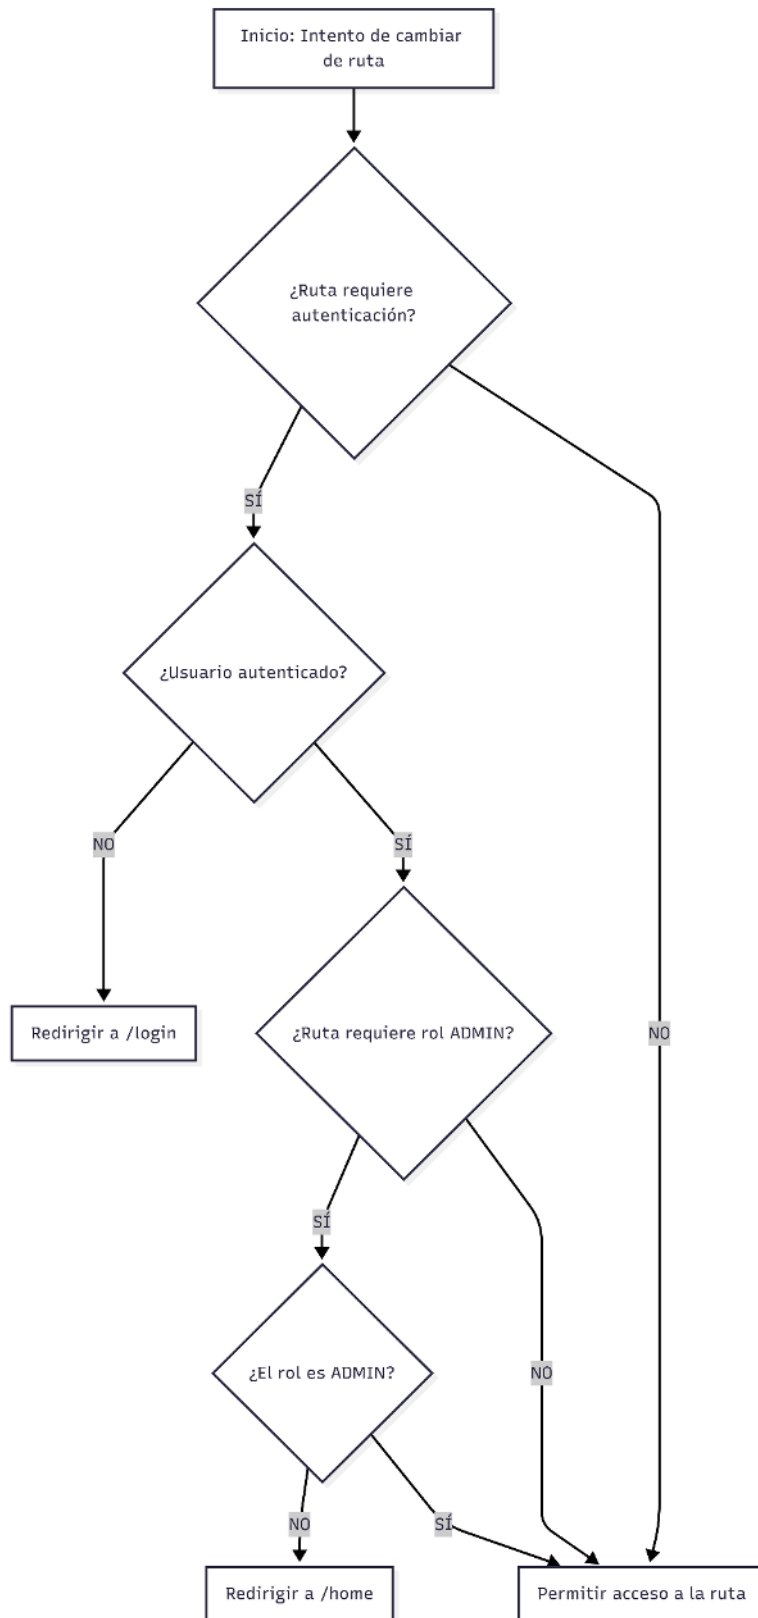 Inicio: Intento de cambiar
de ruta
¿Ruta requiere
autenticación?
SÍ
¿Usuario autenticado?
NO
SÍ
Redirigir a /login
¿Ruta requiere rol ADMIN?
NO
SÍ
¿El rol es ADMIN?
NO
NO
SÍ
Redirigir a /home
Permitir acceso a la ruta